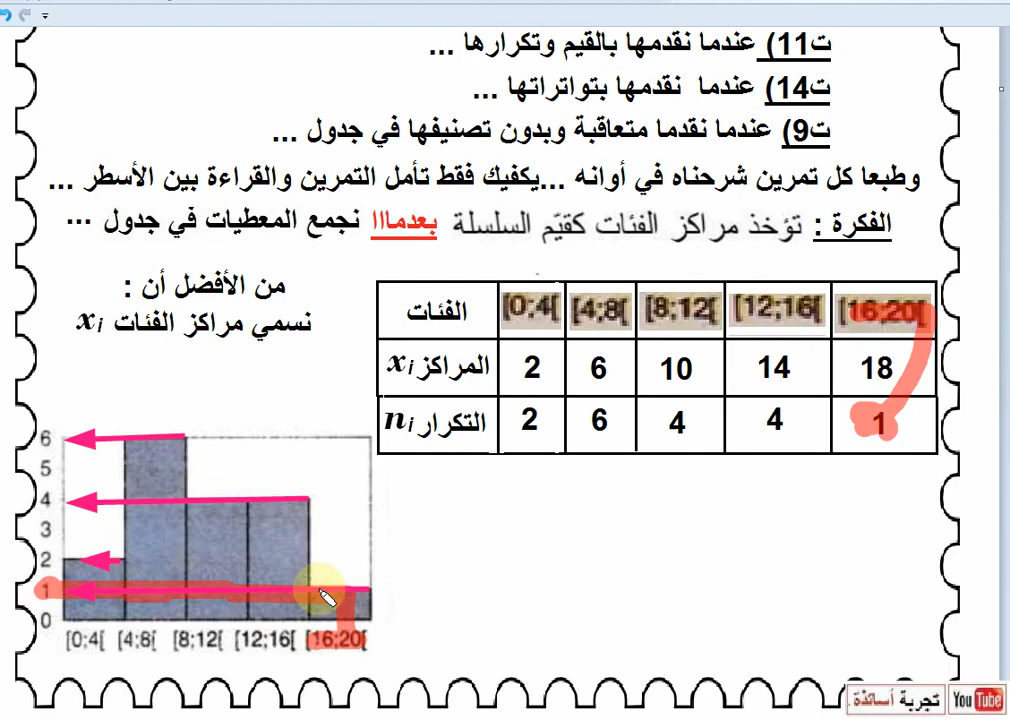 ت11) عندما نقدمها بالقيم وتكرارها ...
ت14) عندما نقدمها بتواتراتها ...
ت9) عندما نقدما متعاقبة وبدون تصنيفها في جدول ...
وطبعا كل تمرين شرحناه في أوانه ...يكفيك فقط تأمل التمرين والقراءة بين الأسطر ...
الفكرة : تؤخذ مراكز الفئات كقيَم السلسلة بعدمااا نجمع المعطيات في جدول ...
من الأفضل أن :
نسمي مراكز الفئات xi
الفئات [0;4[ [4;8[ [8;12[ [12;16[ [16;20[
المراكز xi 2 6 10 14 18
التكرار ni 2 6 4 4 1
6
5
4
3
2
1
0
[0;4[ [4;8[ [8;12[ [12;16[ [16;20[
تجربة أساتذة. YouTube